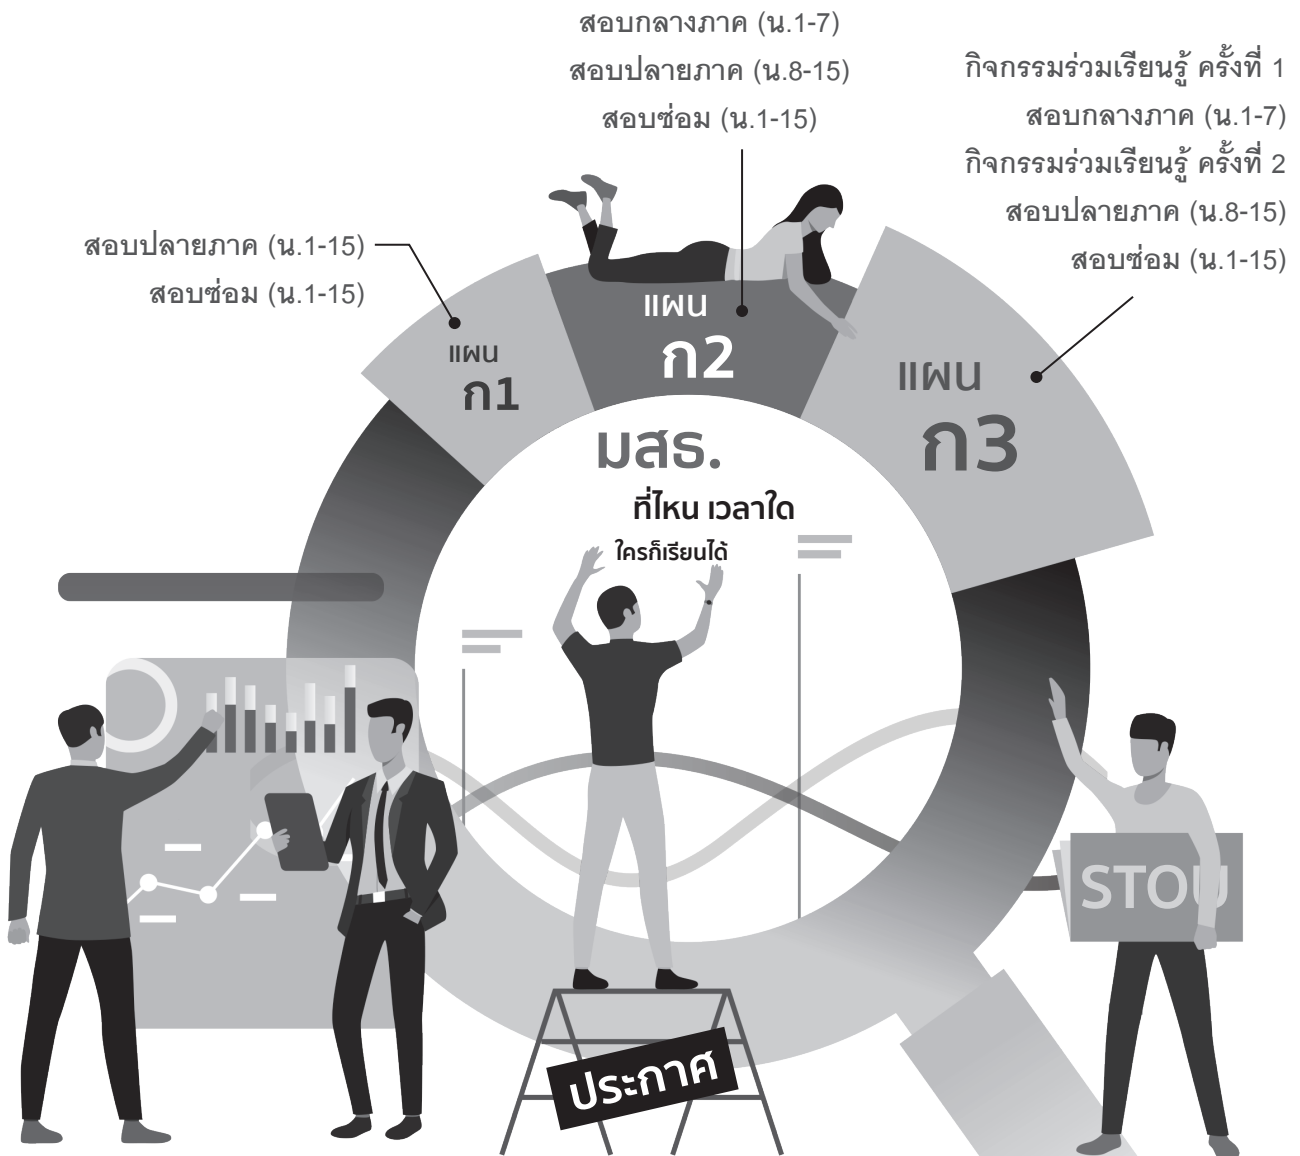 สอบกลางภาค (น.1-7)
สอบปลายภาค (น.8-15)
สอบซ่อม (น.1-15)
กิจกรรมร่วมเรียนรู้ ครั้งที่ 1
สอบกลางภาค (น.1-7)
กิจกรรมร่วมเรียนรู้ ครั้งที่ 2
สอบปลายภาค (น.8-15)
สอบซ่อม (น.1-15)
สอบปลายภาค (น.1-15)
สอบซ่อม (น.1-15)
แผน
ก1
แผน
ก2
แผน
ก3
มสธ.
ที่ไหน เวลาใด
ใครก็เรียนได้
STOU
ประกาศ